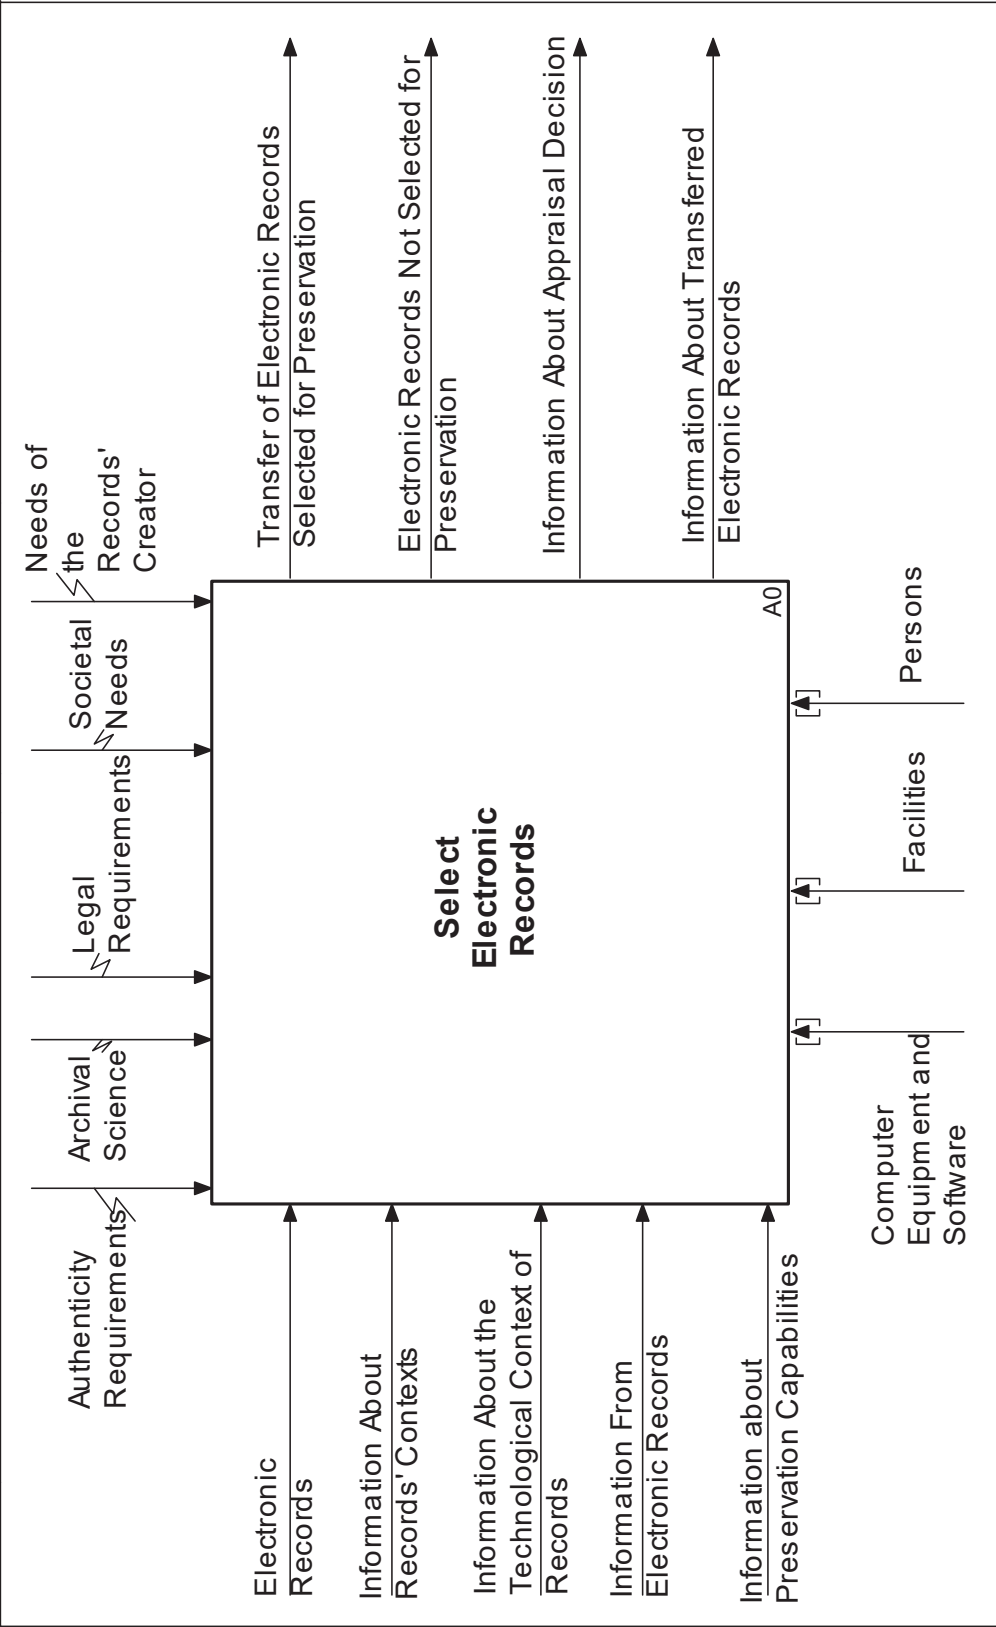 Authenticity
Requirements
Archival
Science
Legal
Requirements
Societal
Needs
Needs of
the
Records'
Creator
Electronic
Records
Information About
Records' Contexts
Information About the
Technological Context of
Records
Information From
Electronic Records
Information about
Preservation Capabilities
Select
Electronic
Records
A0
Transfer of Electronic Records
Selected for Preservation
Electronic Records Not Selected for
Preservation
Information About Appraisal Decision
Information About Transferred
Electronic Records
Computer
Equipment and
Software
Facilities
Persons